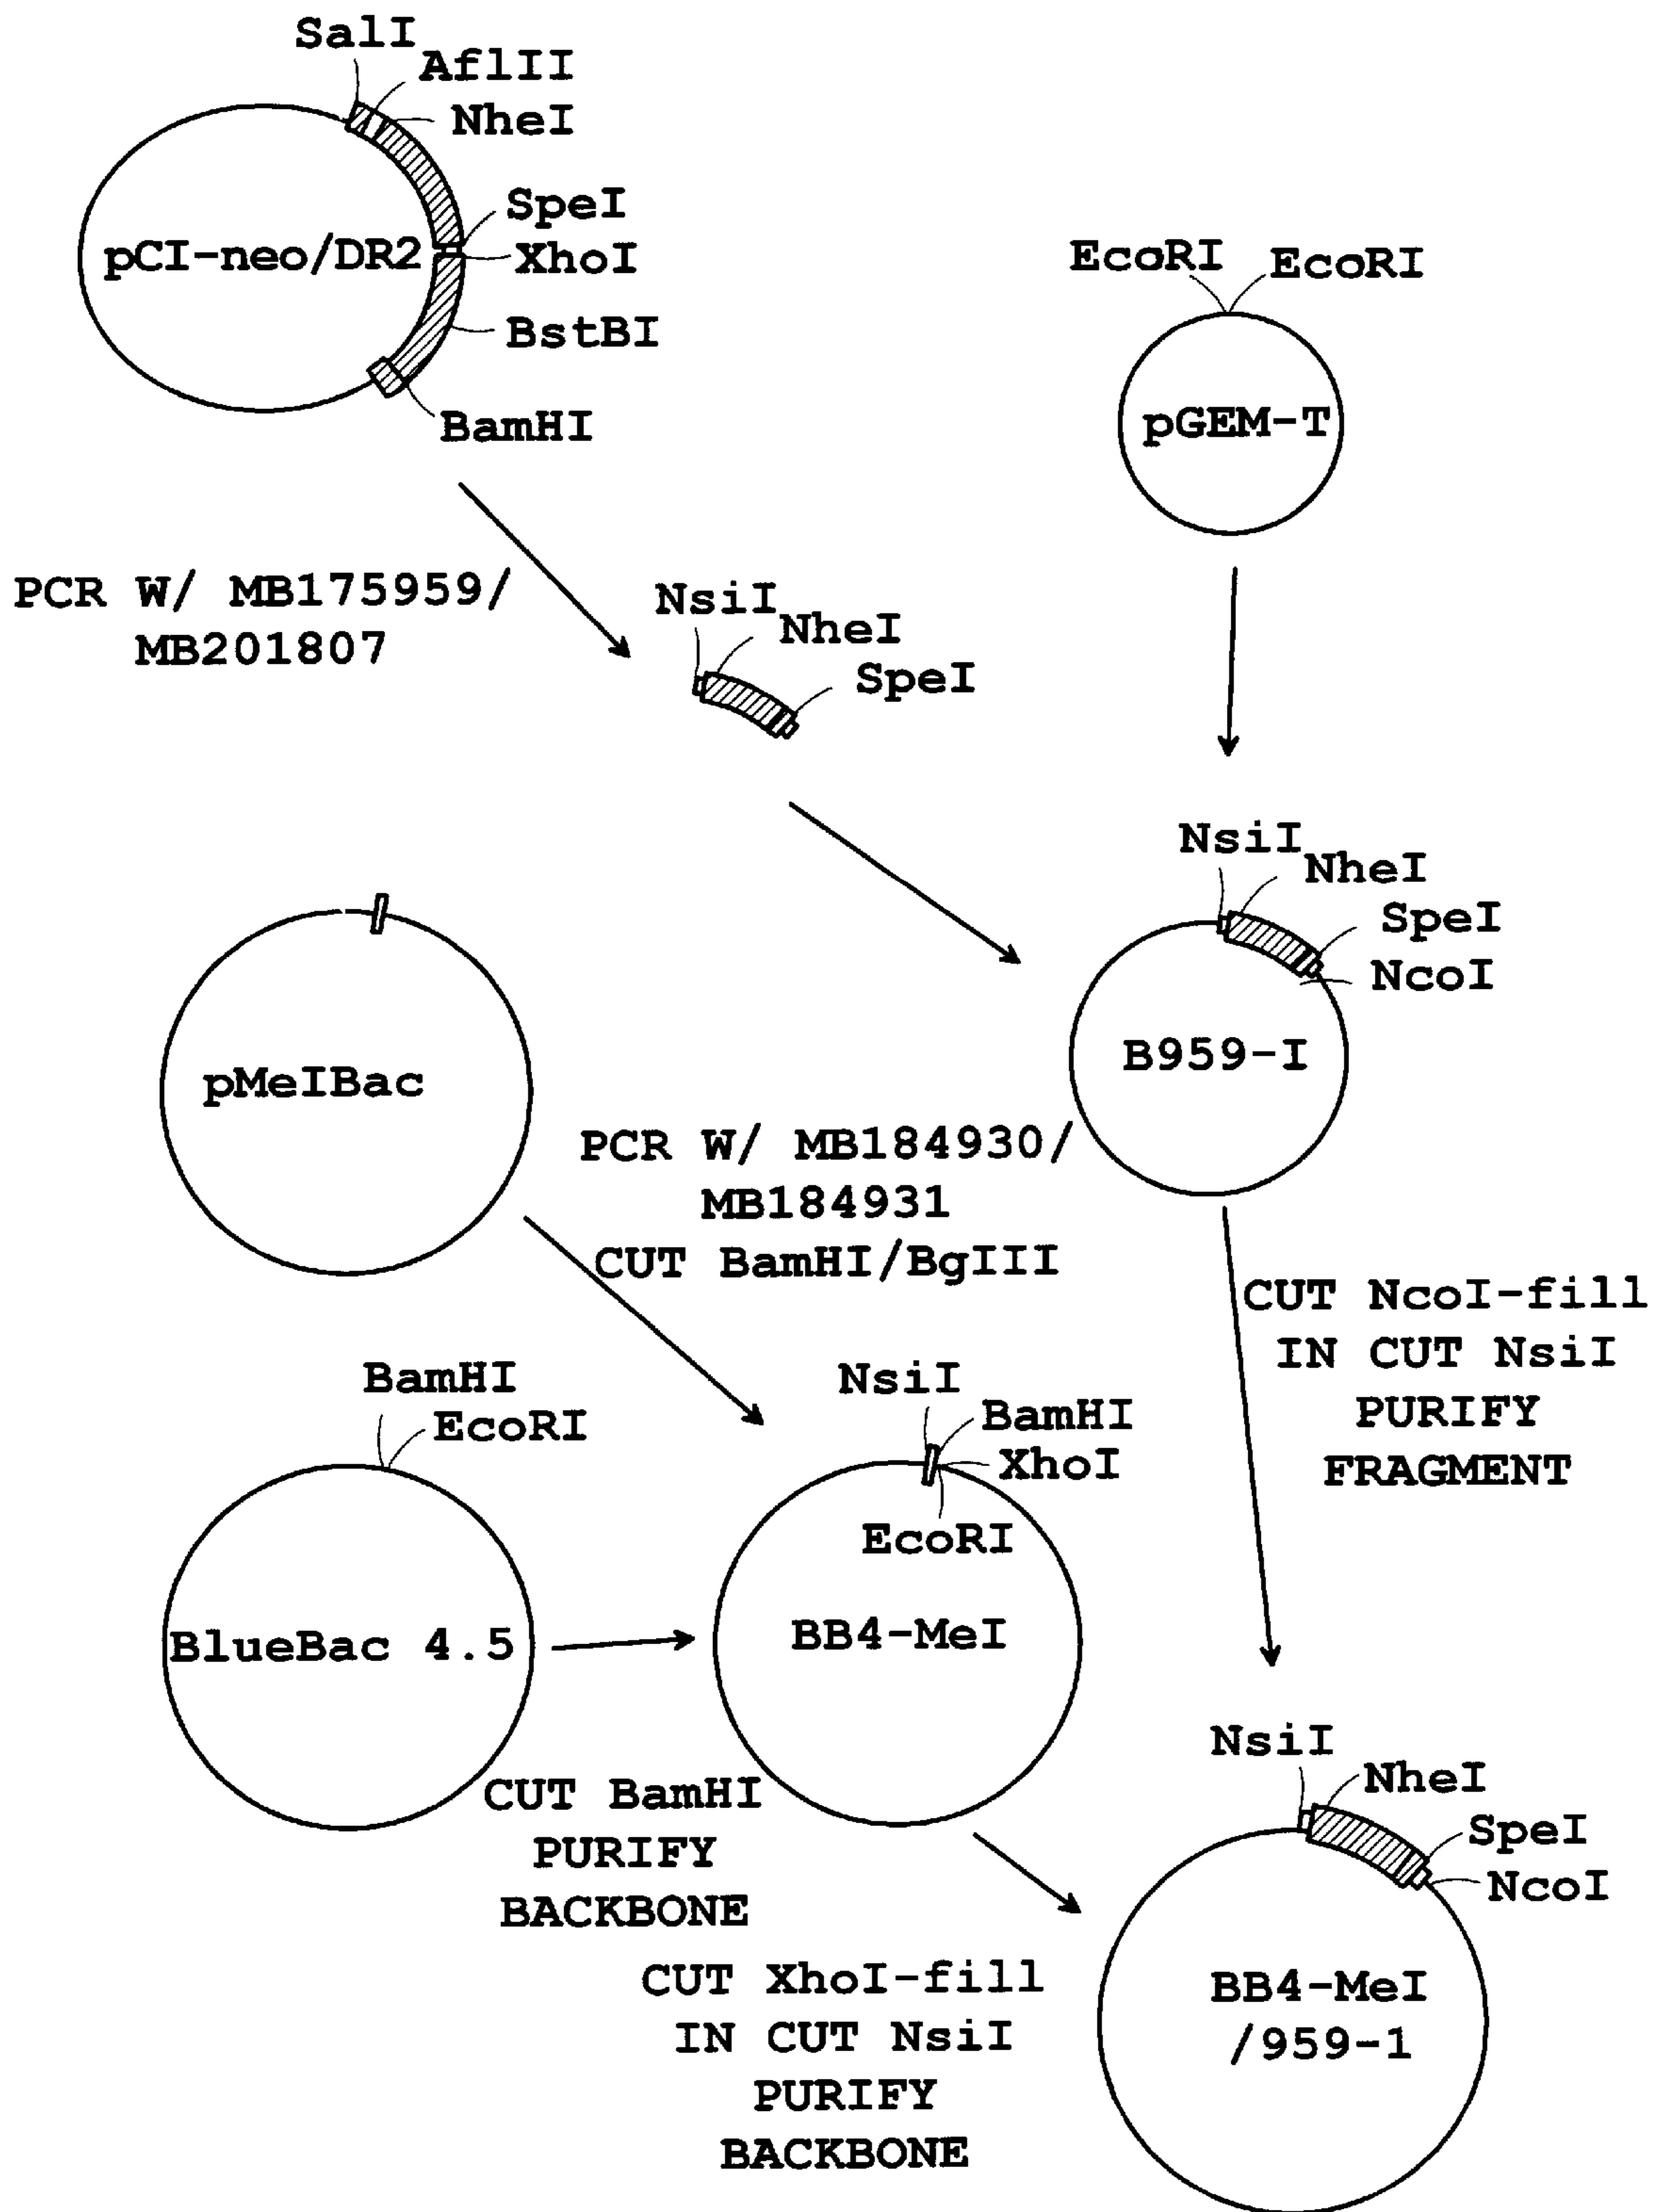 SalI
AflII
NheI
SpeI
pCI-neo/DR2
XhoI
BstBI
BamHI
EcoRI EcoRI
pGEM-T
PCR W/ MB175959/
MB201807
NsiI
NheI
SpeI
NsiI
NheI
SpeI
NcoI
B959-I
pMeIBac
PCR W/ MB184930/
MB184931
CUT BamHI/BgIII
CUT NcoI-fill
IN CUT NsiI
PURIFY
FRAGMENT
BamHI
EcoRI
BlueBac 4.5
NsiI
BamHI
XhoI
EcoRI
BB4-MeI
CUT BamHI
PURIFY
BACKBONE
CUT XhoI-fill
IN CUT NsiI
PURIFY
BACKBONE
NsiI
NheI
SpeI
NcoI
BB4-MeI
/959-1